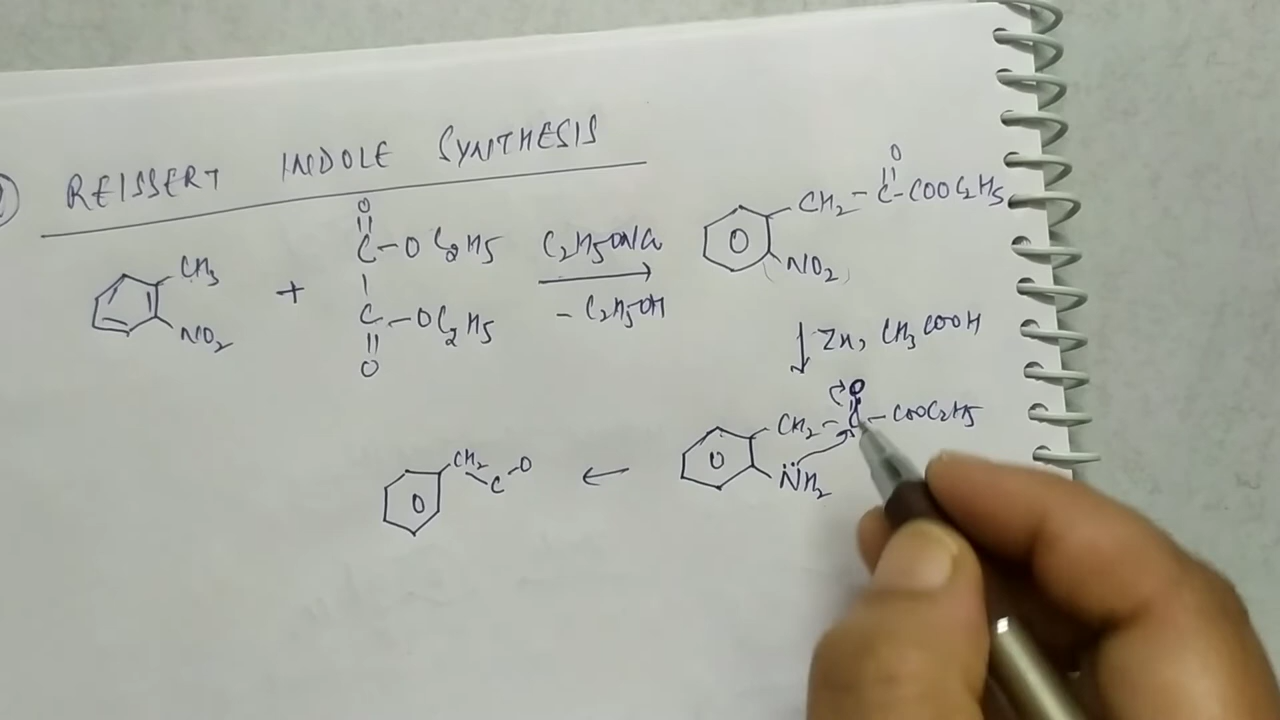 REISSERT INDOLE SYNTHESIS
O
CH2 - C - COOC2H5
NO2
O
C - OC2H5
C2H5ONa
CH3
+
C - OC2H5
- C2H5OH
NO2
O
Zn, CH3COOH
O
CH2 - C - COOC2H5
NH2
CH2
C - O